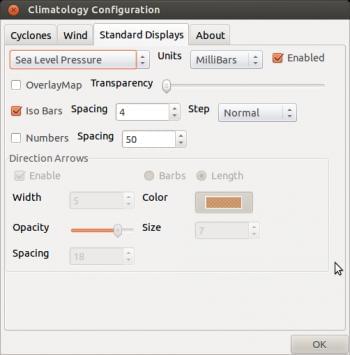 Climatology Configuration
Cyclones Wind Standard Displays About
Sea Level Pressure Units MilliBars Enabled
OverlayMap Transparency
Iso Bars Spacing 4 Step Normal
Numbers Spacing 50
Direction Arrows
Enable Barbs Length
Width 5 Color
Opacity Size 7
Spacing 18
OK